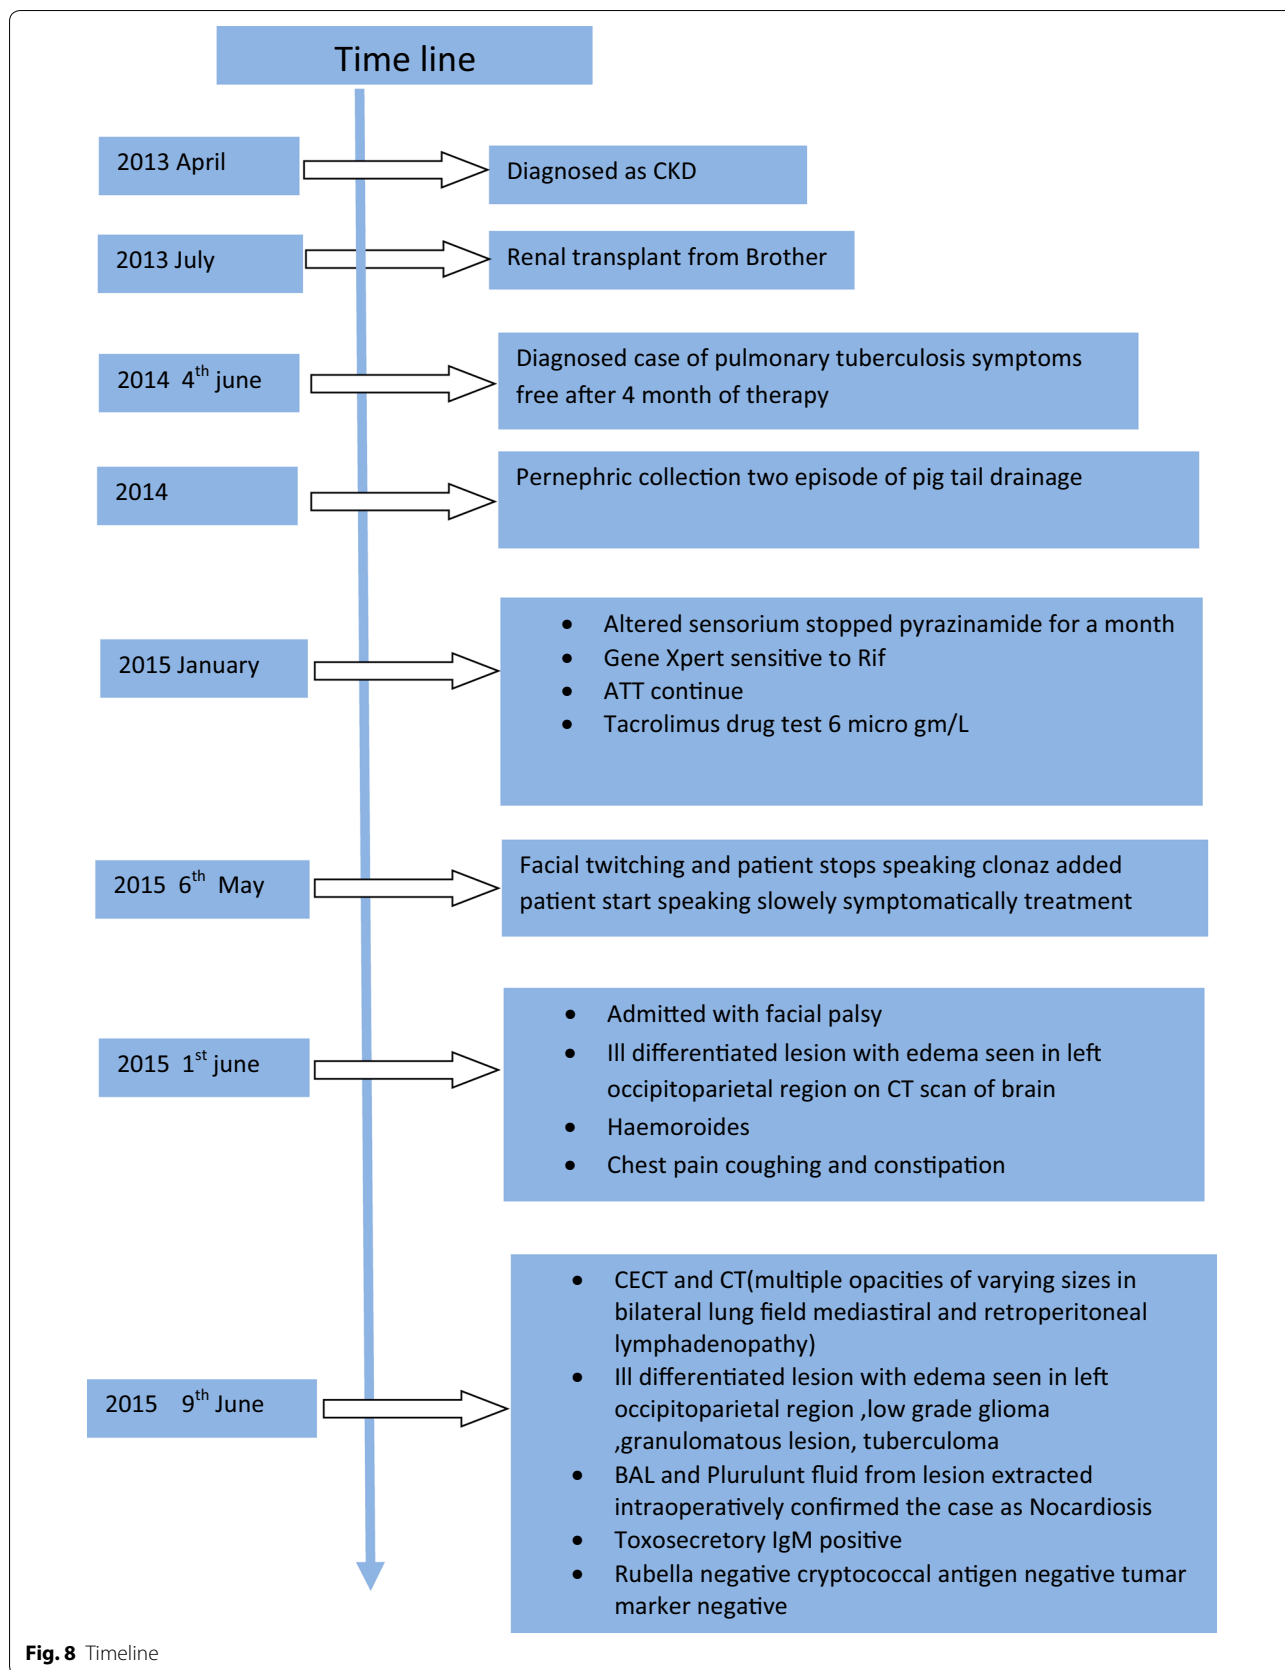 Time line
2013 April
Diagnosed as CKD
2013 July
Renal transplant from Brother
2014 4th june
Diagnosed case of pulmonary tuberculosis symptoms
free after 4 month of therapy
2014
Pernephric collection two episode of pig tail drainage
2015 January
• Altered sensorium stopped pyrazinamide for a month
• Gene Xpert sensitive to Rif
• ATT continue
• Tacrolimus drug test 6 micro gm/L
2015 6th May
Facial twitching and patient stops speaking clonaz added
patient start speaking slowely symptomatically treatment
2015 1st june
• Admitted with facial palsy
• Ill differentiated lesion with edema seen in left
occipitoparietal region on CT scan of brain
• Haemoroides
• Chest pain coughing and constipation
2015 9th June
• CECT and CT(multiple opacities of varying sizes in
bilateral lung field mediastiral and retroperitoneal
lymphadenopathy)
• Ill differentiated lesion with edema seen in left
occipitoparietal region ,low grade glioma
,granulomatous lesion, tuberculoma
• BAL and Plurulunt fluid from lesion extracted
intraoperatively confirmed the case as Nocardiosis
• Toxosecretory IgM positive
• Rubella negative cryptococcal antigen negative tumar
marker negative
Fig. 8 Timeline